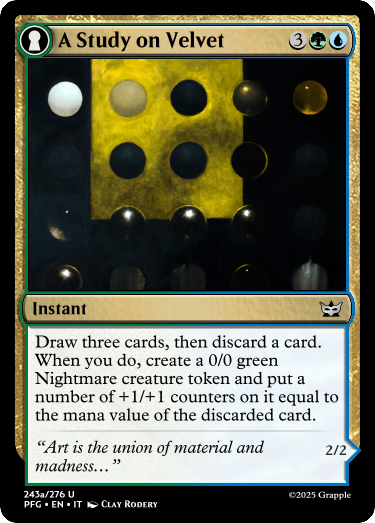 A Study on Velvet 3
Instant
Draw three cards, then discard a card.
When you do, create a 0/0 green
Nightmare creature token and put a
number of +1/+1 counters on it equal to
the mana value of the discarded card.
“Art is the union of material and
madness…”
2/2
243a/276 U
PFG • EN • IT Clay Rodery
©2025 Grapple